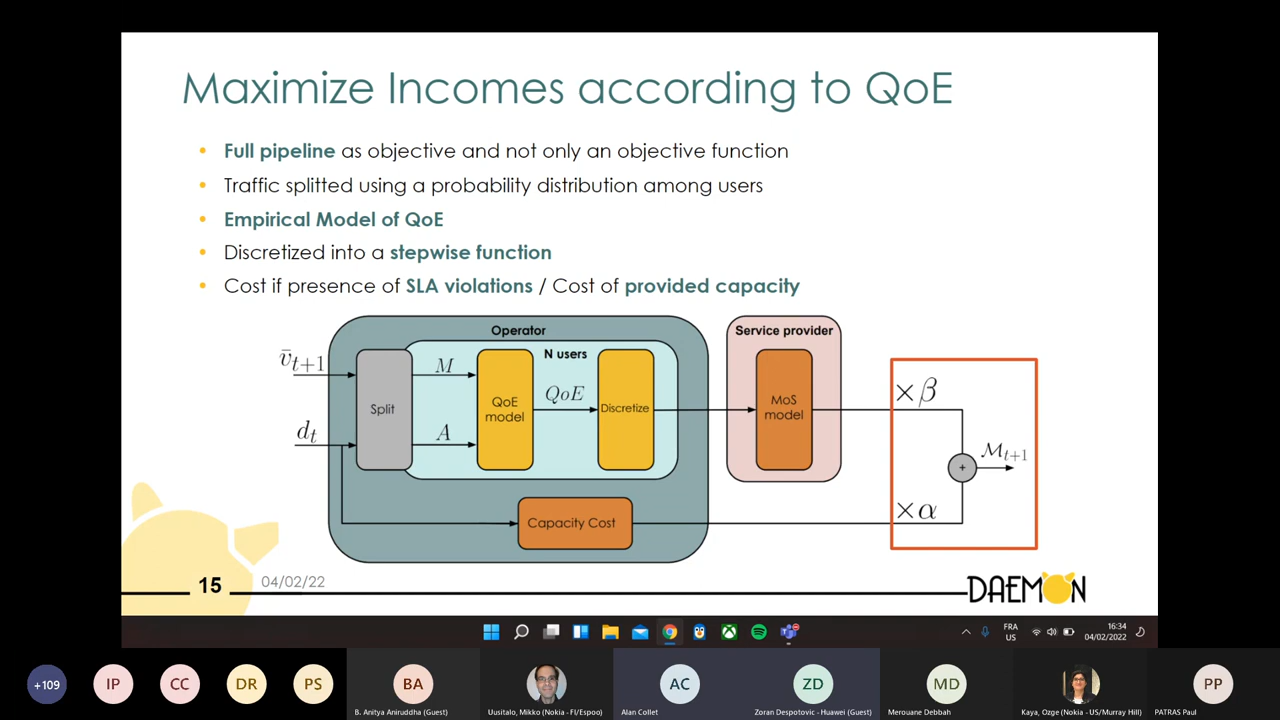 Maximize Incomes according to QoE
• Full pipeline as objective and not only an objective function
• Traffic splitted using a probability distribution among users
• Empirical Model of QoE
• Discretized into a stepwise function
• Cost if presence of SLA violations / Cost of provided capacity
Operator
Service provider
N users
v̄t+1
M
QoE
model
QoE
Discretize
MoS
model
×β
Split
dt
A
+
Mt+1
×α
Capacity Cost
15
04/02/22
DAEMON
FRA
US
16:34
04/02/2022
+109
IP
CC
DR
PS
BA
AC
ZD
MD
PP
B. Anitya Aniruddha (Guest)
Uusitalo, Mikko (Nokia - FI/Espoo)
Alan Collet
Zoran Despotovic - Huawei (Guest)
Merouane Debbah
Kaya, Ozge (Nokia - US/Murray Hill)
PATRAS Paul